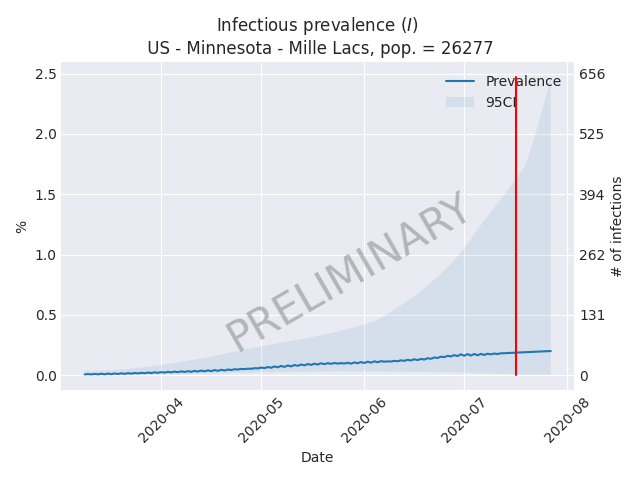 Infectious prevalence (I)
US - Minnesota - Mille Lacs, pop. = 26277
Prevalence
95CI
PRELIMINARY
%
2.5
2.0
1.5
1.0
0.5
0.0
656
525
394
262
131
0
# of infections
2020-04
2020-05
2020-06
2020-07
2020-08
Date